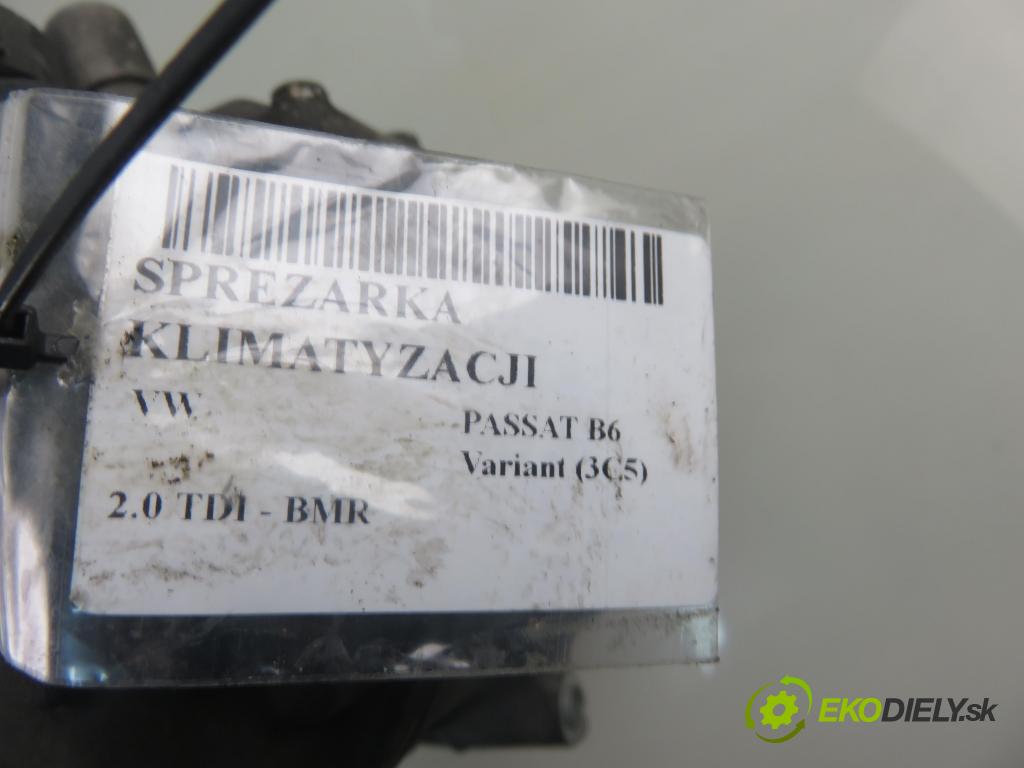 SPREZARKA
KLIMATYZACJI
VW
PASSAT B6
Variant (3C5)
2.0 TDI - BMR
EKODIELY.sk